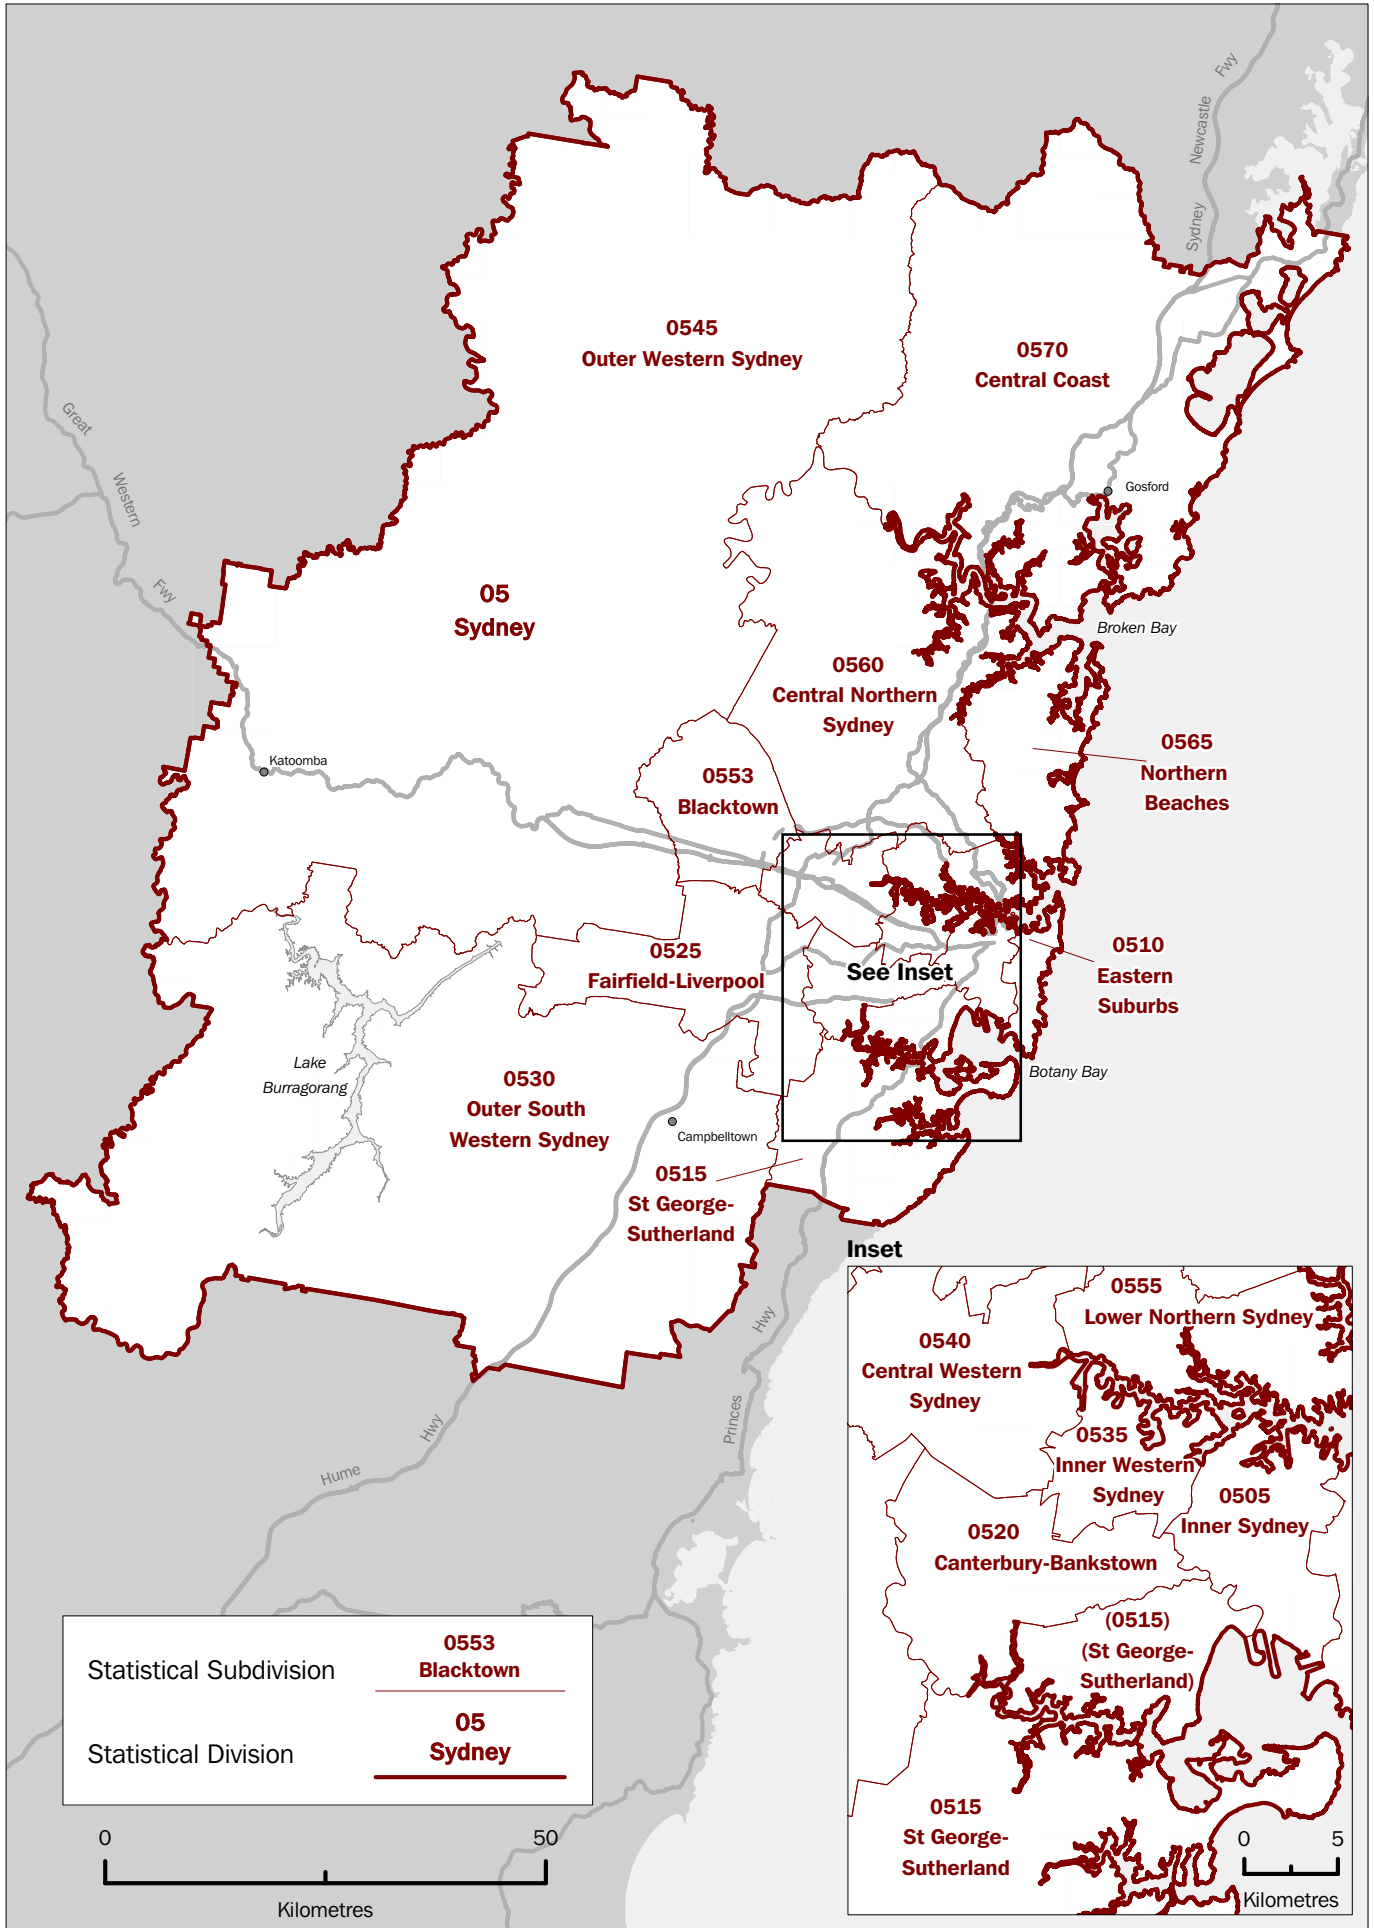 Sydney
Newcastle
Fwy
0545
Outer Western Sydney
0570
Central Coast
Great
Western
Fwy
Gosford
05
Sydney
Broken Bay
0560
Central Northern
Sydney
0565
Northern
Beaches
Katoomba
0553
Blacktown
0525
Fairfield-Liverpool
See Inset
0510
Eastern
Suburbs
Lake
Burragorang
0530
Outer South
Western Sydney
Botany Bay
Campbelltown
0515
St George-
Sutherland
Hume
Hwy
Princes
Hwy
Inset
0555
Lower Northern Sydney
0540
Central Western
Sydney
0535
Inner Western
Sydney
0505
Inner Sydney
0520
Canterbury-Bankstown
(0515)
(St George-
Sutherland)
0515
St George-
Sutherland
0 5
Kilometres
Statistical Subdivision
0553
Blacktown
Statistical Division
05
Sydney
0 50
Kilometres